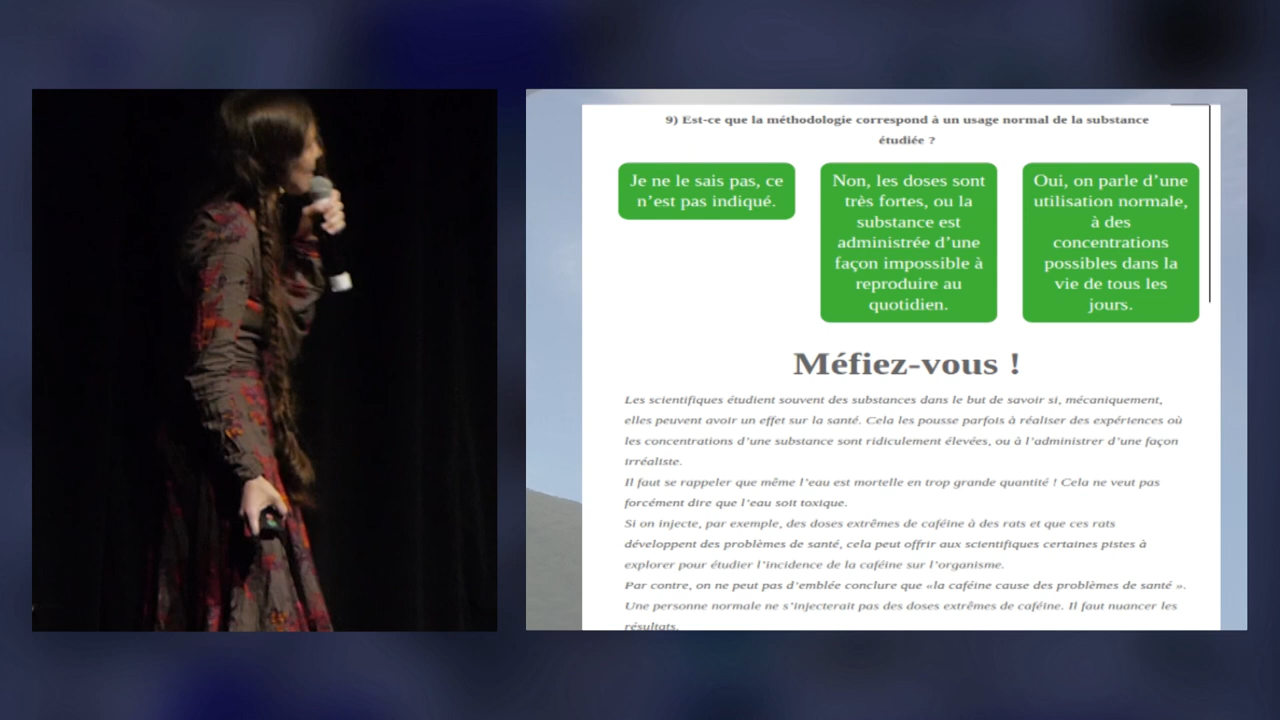 9) Est-ce que la méthodologie correspond à un usage normal de la substance
étudiée ?
Je ne le sais pas, ce
n’est pas indiqué.
Non, les doses sont
très fortes, ou la
substance est
administrée d’une
façon impossible à
reproduire au
quotidien.
Oui, on parle d’une
utilisation normale,
à des
concentrations
possibles dans la
vie de tous les
jours.
Méfiez-vous !
Les scientifiques étudient souvent des substances dans le but de savoir si, mécaniquement,
elles peuvent avoir un effet sur la santé. Cela les pousse parfois à réaliser des expériences où
les concentrations d’une substance sont ridiculement élevées, ou à l’administrer d’une façon
irréaliste.
Il faut se rappeler que même l’eau est mortelle en trop grande quantité ! Cela ne veut pas
forcément dire que l’eau soit toxique.
Si on injecte, par exemple, des doses extrêmes de caféine à des rats et que ces rats
développent des problèmes de santé, cela peut offrir aux scientifiques certaines pistes à
explorer pour étudier l’incidence de la caféine sur l’organisme.
Par contre, on ne peut pas d’emblée conclure que «la caféine cause des problèmes de santé ».
Une personne normale ne s’injecterait pas des doses extrêmes de caféine. Il faut nuancer les
résultats.